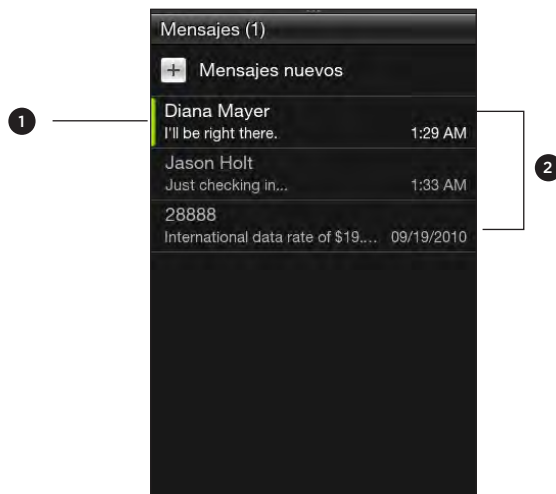 Mensajes (1)
Mensajes nuevos
Diana Mayer
I'll be right there. 1:29 AM
Jason Holt
Just checking in... 1:33 AM
28888
International data rate of $19.... 09/19/2010
1
2